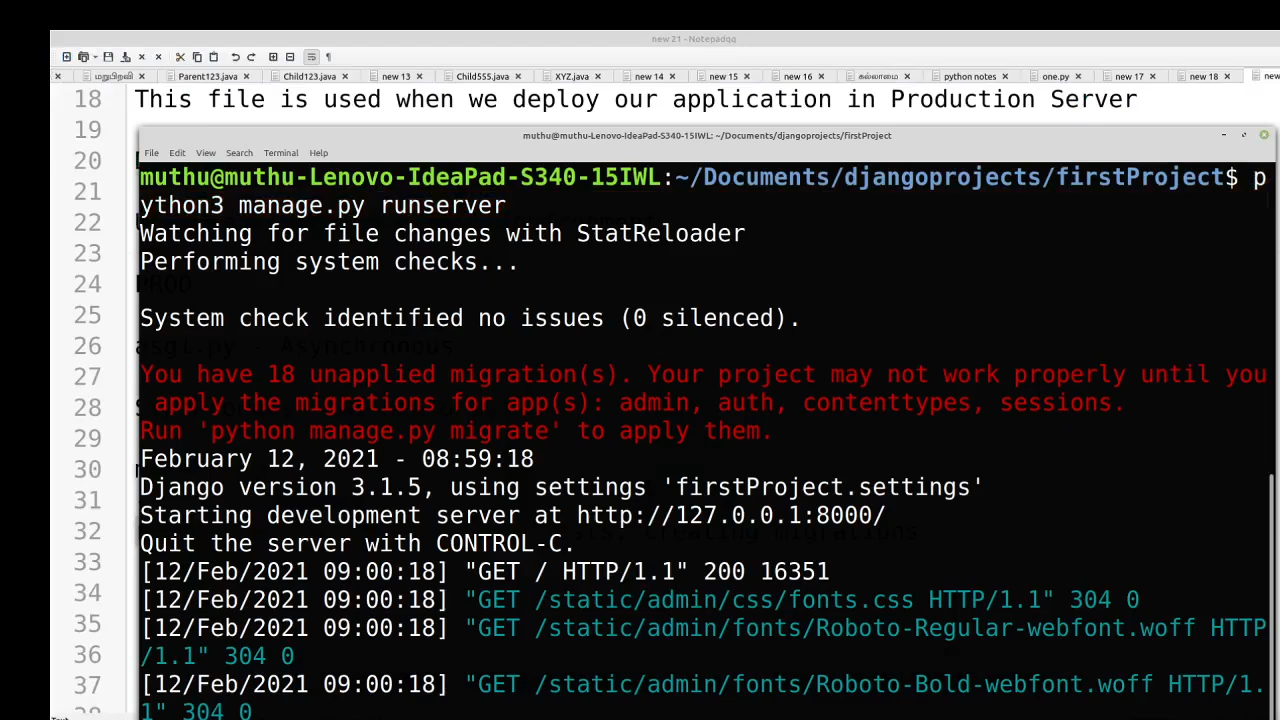 new 21 - Notepadqq
மறுபிறவி Parent123.java Child123.java new 13 Child555.java XYZ.java new 14 new 15 new 16 கல்லாமை python notes one.py new 17 new 18 new
18 This file is used when we deploy our application in Production Server
muthu@muthu-Lenovo-IdeaPad-S340-15IWL: ~/Documents/djangoprojects/firstProject
File Edit View Search Terminal Help
muthu@muthu-Lenovo-IdeaPad-S340-15IWL:~/Documents/djangoprojects/firstProject$ p
ython3 manage.py runserver
Watching for file changes with StatReloader
Performing system checks...
System check identified no issues (0 silenced).
You have 18 unapplied migration(s). Your project may not work properly until you
apply the migrations for app(s): admin, auth, contenttypes, sessions.
Run 'python manage.py migrate' to apply them.
February 12, 2021 - 08:59:18
Django version 3.1.5, using settings 'firstProject.settings'
Starting development server at http://127.0.0.1:8000/
Quit the server with CONTROL-C.
[12/Feb/2021 09:00:18] "GET / HTTP/1.1" 200 16351
[12/Feb/2021 09:00:18] "GET /static/admin/css/fonts.css HTTP/1.1" 304 0
[12/Feb/2021 09:00:18] "GET /static/admin/fonts/Roboto-Regular-webfont.woff HTTP
/1.1" 304 0
[12/Feb/2021 09:00:18] "GET /static/admin/fonts/Roboto-Bold-webfont.woff HTTP/1.
1" 304 0
19
20
21
22
23
24 PROD
25
26 asgi.py - Asynchronous
27
28
29
30
31
32 creating migrations
33
34
35
36
37